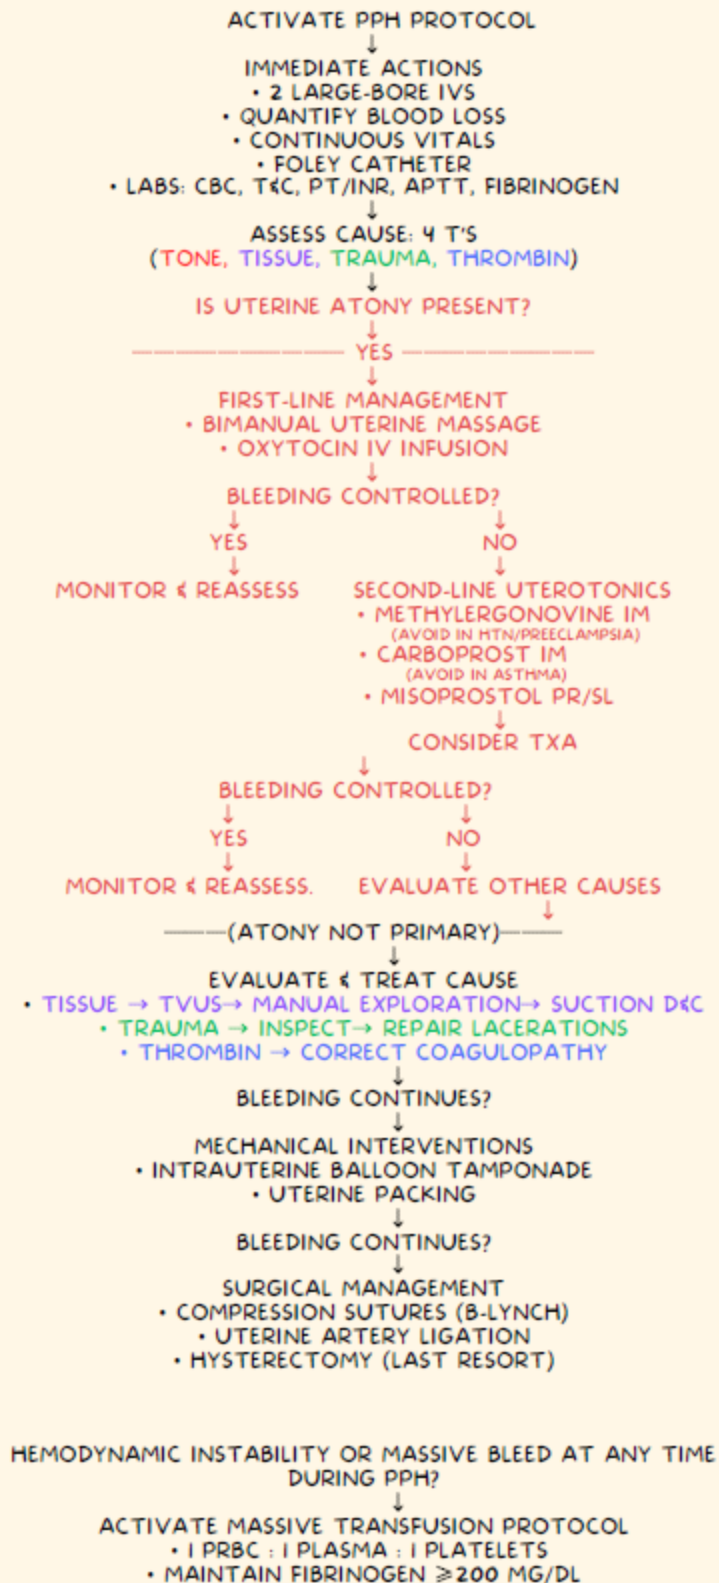 ACTIVATE PPH PROTOCOL
↓
IMMEDIATE ACTIONS
• 2 LARGE-BORE IVS
• QUANTIFY BLOOD LOSS
• CONTINUOUS VITALS
• FOLEY CATHETER
• LABS: CBC, T&C, PT/INR, APTT, FIBRINOGEN
↓
ASSESS CAUSE: 4 T'S
(TONE, TISSUE, TRAUMA, THROMBIN)
↓
IS UTERINE ATONY PRESENT?
↓
——————— YES ———————
↓
FIRST-LINE MANAGEMENT
• BIMANUAL UTERINE MASSAGE
• OXYTOCIN IV INFUSION
↓
BLEEDING CONTROLLED?
↓ ↓
YES NO
↓ ↓
MONITOR & REASSESS SECOND-LINE UTEROTONICS
• METHYLERGONOVINE IM
(AVOID IN HTN/PREECLAMPSIA)
• CARBOPROST IM
(AVOID IN ASTHMA)
• MISOPROSTOL PR/SL
↓
CONSIDER TXA
↓
BLEEDING CONTROLLED?
↓ ↓
YES NO
↓ ↓
MONITOR & REASSESS. EVALUATE OTHER CAUSES
↓
———(ATONY NOT PRIMARY)———
↓
EVALUATE & TREAT CAUSE
• TISSUE → TVUS→ MANUAL EXPLORATION→ SUCTION D&C
• TRAUMA → INSPECT→ REPAIR LACERATIONS
• THROMBIN → CORRECT COAGULOPATHY
↓
BLEEDING CONTINUES?
↓
MECHANICAL INTERVENTIONS
• INTRAUTERINE BALLOON TAMPONADE
• UTERINE PACKING
↓
BLEEDING CONTINUES?
↓
SURGICAL MANAGEMENT
• COMPRESSION SUTURES (B-LYNCH)
• UTERINE ARTERY LIGATION
• HYSTERECTOMY (LAST RESORT)
HEMODYNAMIC INSTABILITY OR MASSIVE BLEED AT ANY TIME
DURING PPH?
↓
ACTIVATE MASSIVE TRANSFUSION PROTOCOL
• 1 PRBC : 1 PLASMA : 1 PLATELETS
• MAINTAIN FIBRINOGEN ≥200 MG/DL